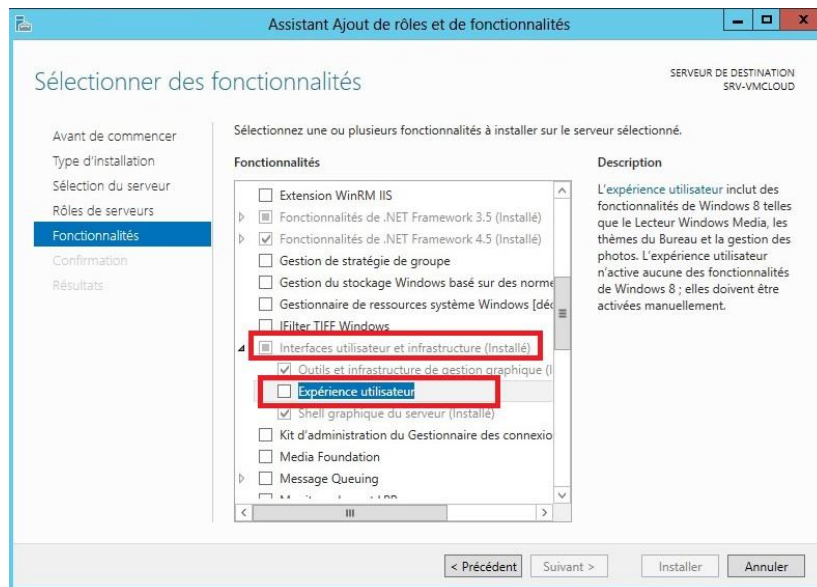 Assistant Ajout de rôles et de fonctionnalités
Sélectionner des fonctionnalités
SERVEUR DE DESTINATION
SRV-VMCLOUD
Avant de commencer
Type d'installation
Sélection du serveur
Rôles de serveurs
Fonctionnalités
Confirmation
Résultats
Sélectionnez une ou plusieurs fonctionnalités à installer sur le serveur sélectionné.
Fonctionnalités
Extension WinRM IIS
Fonctionnalités de .NET Framework 3.5 (Installé)
Fonctionnalités de .NET Framework 4.5 (Installé)
Gestion de stratégie de groupe
Gestion du stockage Windows basé sur des norme
Gestionnaire de ressources système Windows [déc
IFilter TIFF Windows
Interfaces utilisateur et infrastructure (Installé)
Outils et infrastructure de gestion graphique (I
Expérience utilisateur
Shell graphique du serveur (Installé)
Kit d'administration du Gestionnaire des connexio
Media Foundation
Message Queuing
Description
L'expérience utilisateur inclut des
fonctionnalités de Windows 8 telles
que le Lecteur Windows Media, les
thèmes du Bureau et la gestion des
photos. L'expérience utilisateur
n'active aucune des fonctionnalités
de Windows 8 ; elles doivent être
activées manuellement.
< Précédent
Suivant >
Installer
Annuler